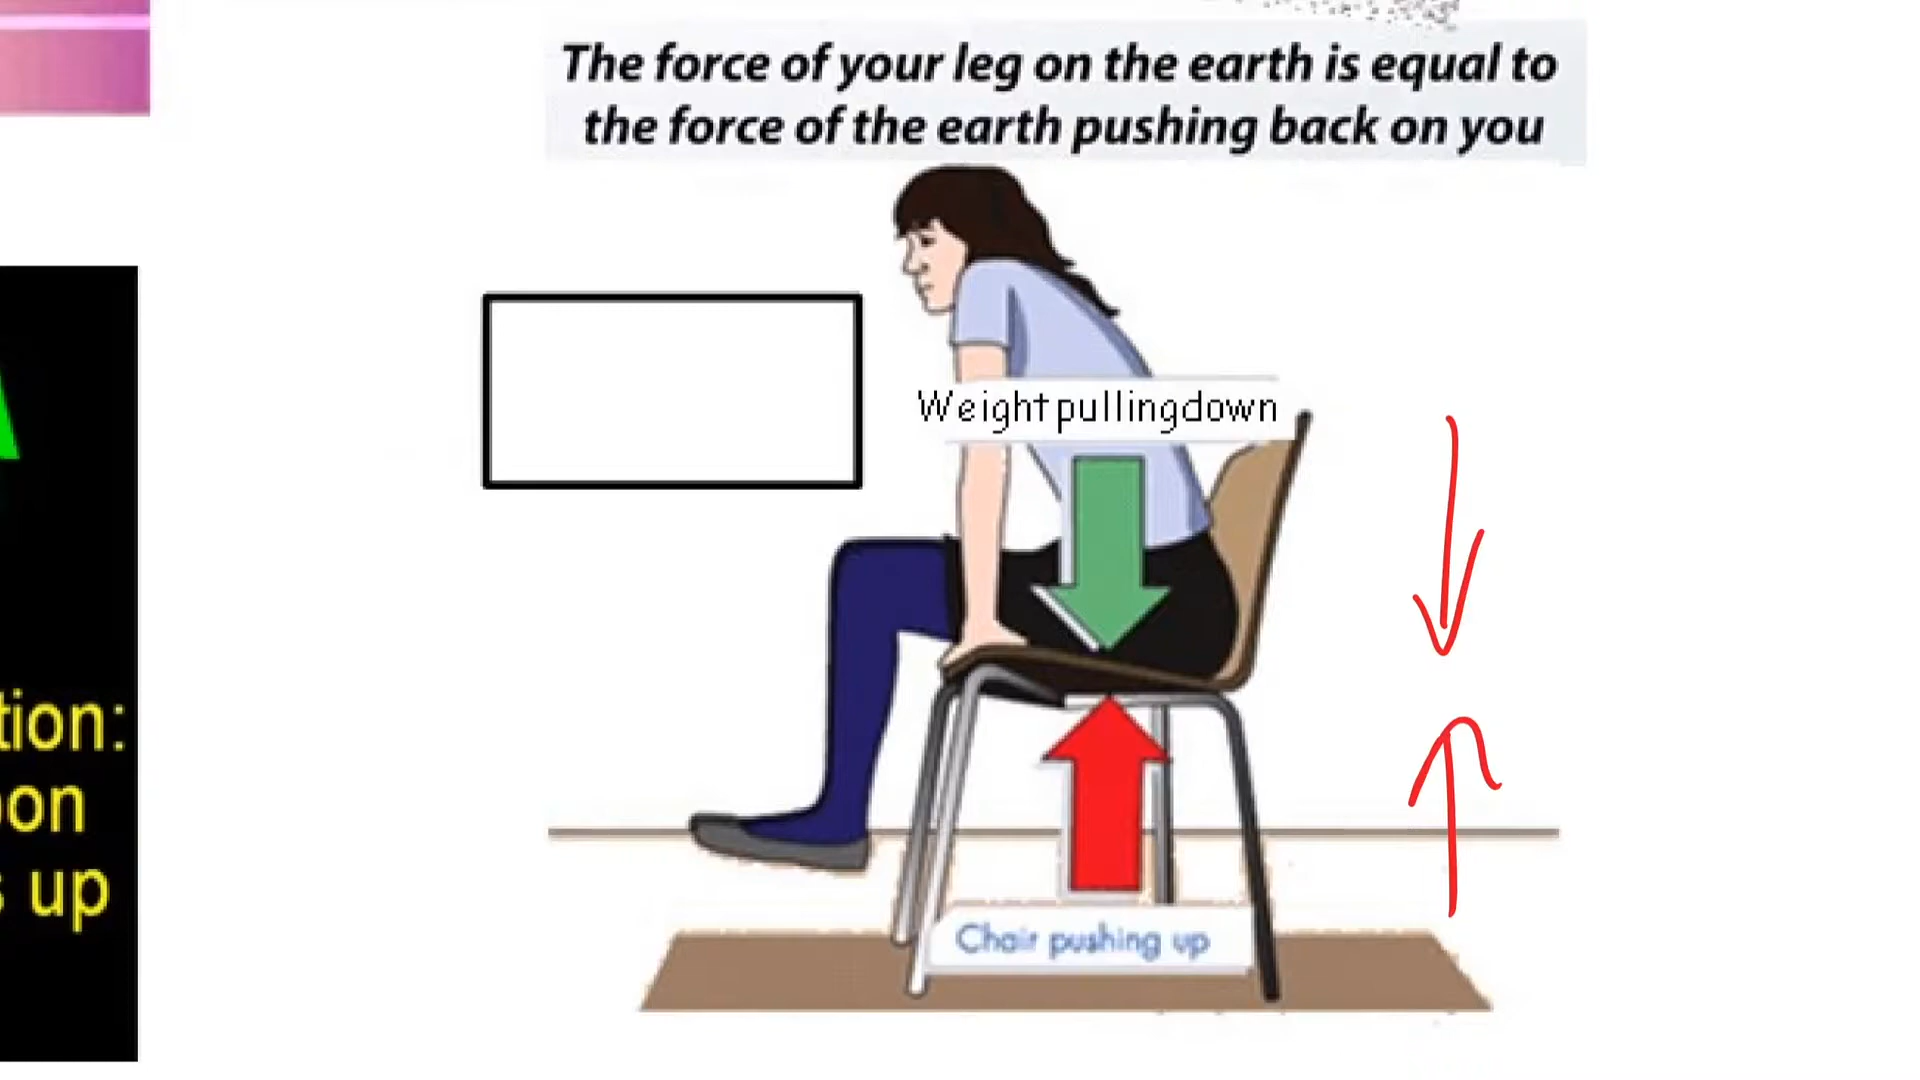 The force of your leg on the earth is equal to
the force of the earth pushing back on you
Weight pulling down
Chair pushing up
tion:
up